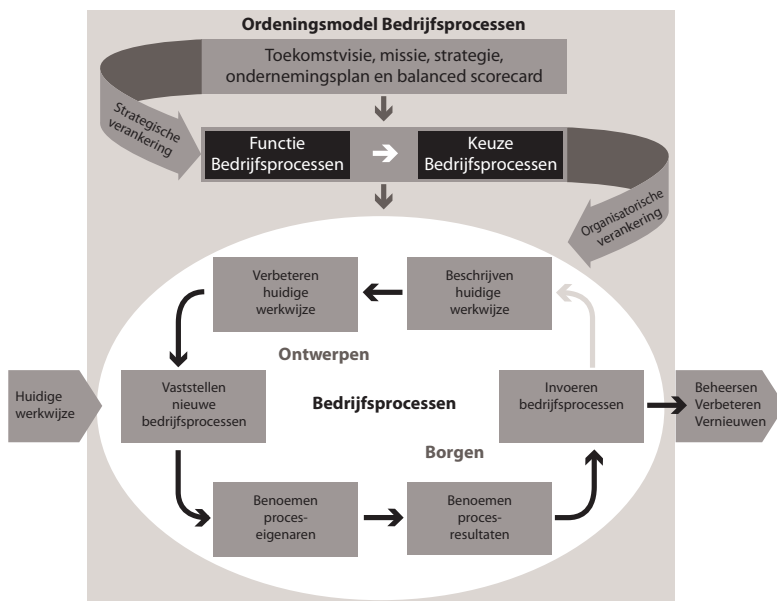 Ordeningsmodel Bedrijfsprocessen
Toekomstvisie, missie, strategie,
ondernemingsplan en balanced scorecard
Strategische
verankering
Functie
Bedrijfsprocessen
Keuze
Bedrijfsprocessen
Organisatorische
verankering
Verbeteren
huidige
werkwijze
Beschrijven
huidige
werkwijze
Ontwerpen
Huidige
werkwijze
Vaststellen
nieuwe
bedrijfsprocessen
Bedrijfsprocessen
Invoeren
bedrijfsprocessen
Beheersen
Verbeteren
Vernieuwen
Borgen
Benoemen
proces-
eigenaren
Benoemen
proces-
resultaten